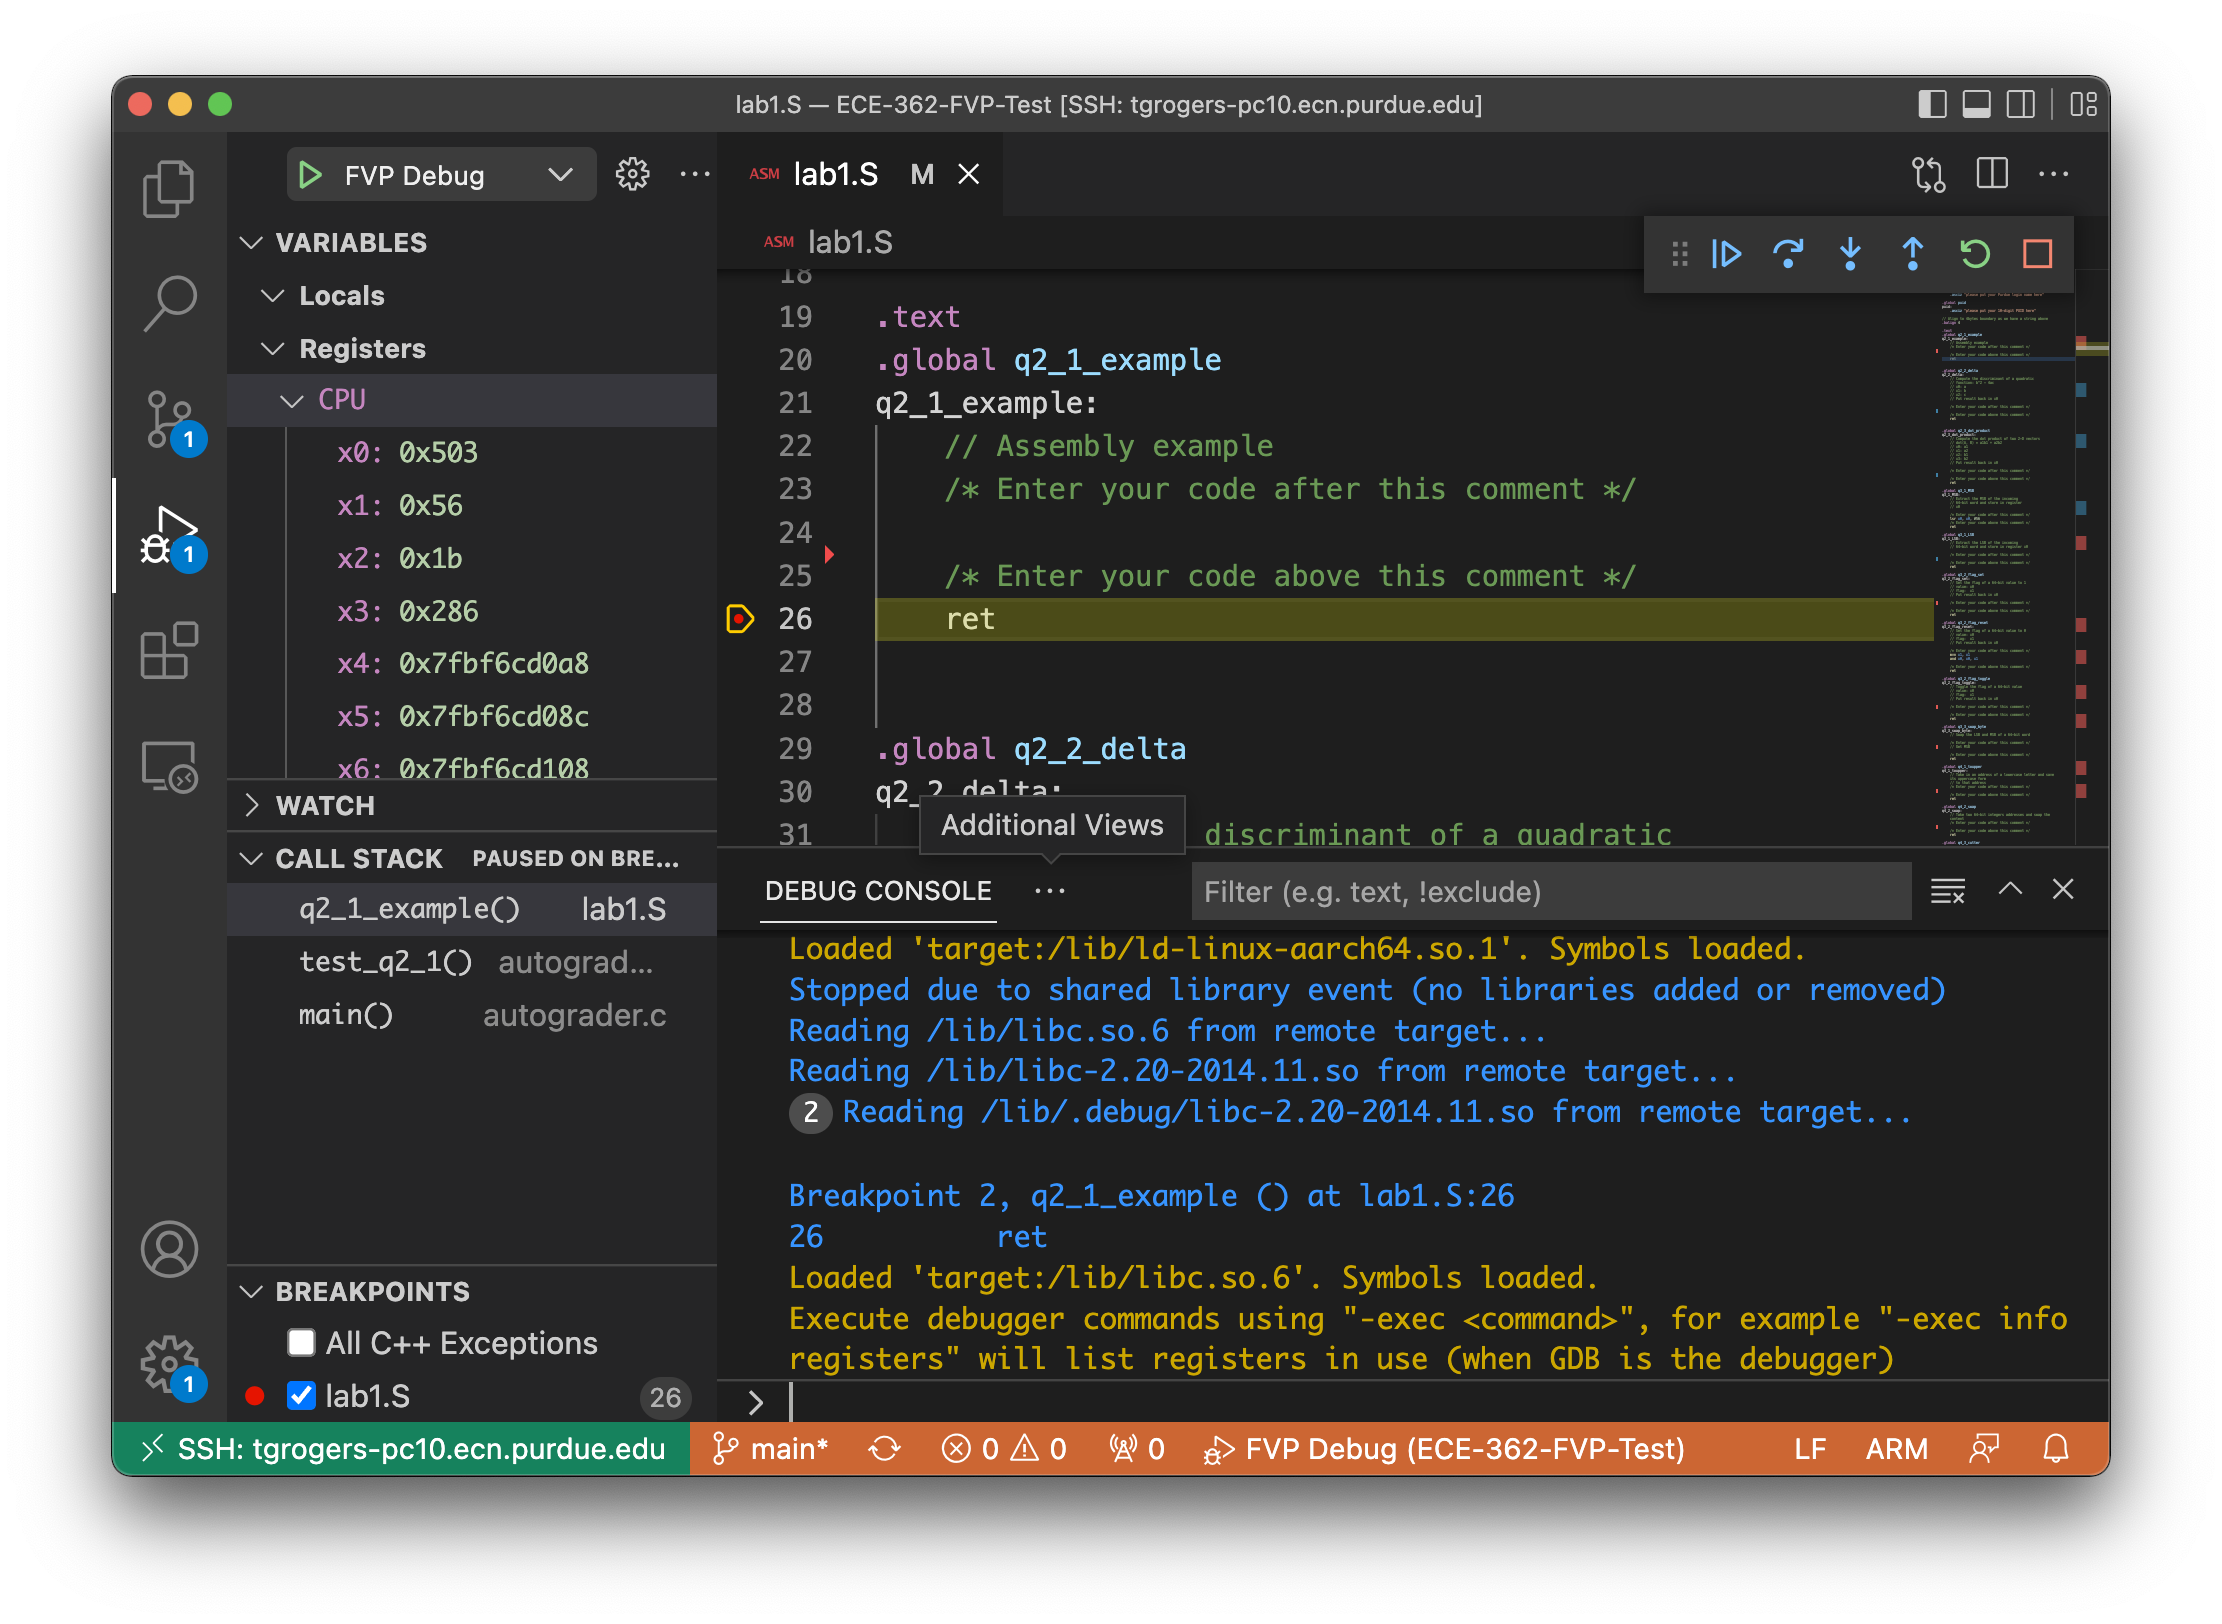 lab1.S — ECE-362-FVP-Test [SSH: tgrogers-pc10.ecn.purdue.edu]
FVP Debug
VARIABLES
Locals
Registers
CPU
x0: 0x503
x1: 0x56
x2: 0x1b
x3: 0x286
x4: 0x7fbf6cd0a8
x5: 0x7fbf6cd08c
x6: 0x7fbf6cd108
WATCH
CALL STACK PAUSED ON BRE...
q2_1_example() lab1.S
test_q2_1() autograd...
main() autograder.c
BREAKPOINTS
All C++ Exceptions
lab1.S 26
1
1
1
ASM lab1.S M
ASM lab1.S
18
19 .text
20 .global q2_1_example
21 q2_1_example:
22 // Assembly example
23 /* Enter your code after this comment */
24
25 /* Enter your code above this comment */
26 ret
27
28
29 .global q2_2_delta
30 q2_2_delta:
31 discriminant of a quadratic
Additional Views
DEBUG CONSOLE
Filter (e.g. text, !exclude)
Loaded 'target:/lib/ld-linux-aarch64.so.1'. Symbols loaded.
Stopped due to shared library event (no libraries added or removed)
Reading /lib/libc.so.6 from remote target...
Reading /lib/libc-2.20-2014.11.so from remote target...
2 Reading /lib/.debug/libc-2.20-2014.11.so from remote target...
Breakpoint 2, q2_1_example () at lab1.S:26
26 ret
Loaded 'target:/lib/libc.so.6'. Symbols loaded.
Execute debugger commands using "-exec <command>", for example "-exec info
registers" will list registers in use (when GDB is the debugger)
>
SSH: tgrogers-pc10.ecn.purdue.edu main* 0 0 0 FVP Debug (ECE-362-FVP-Test) LF ARM